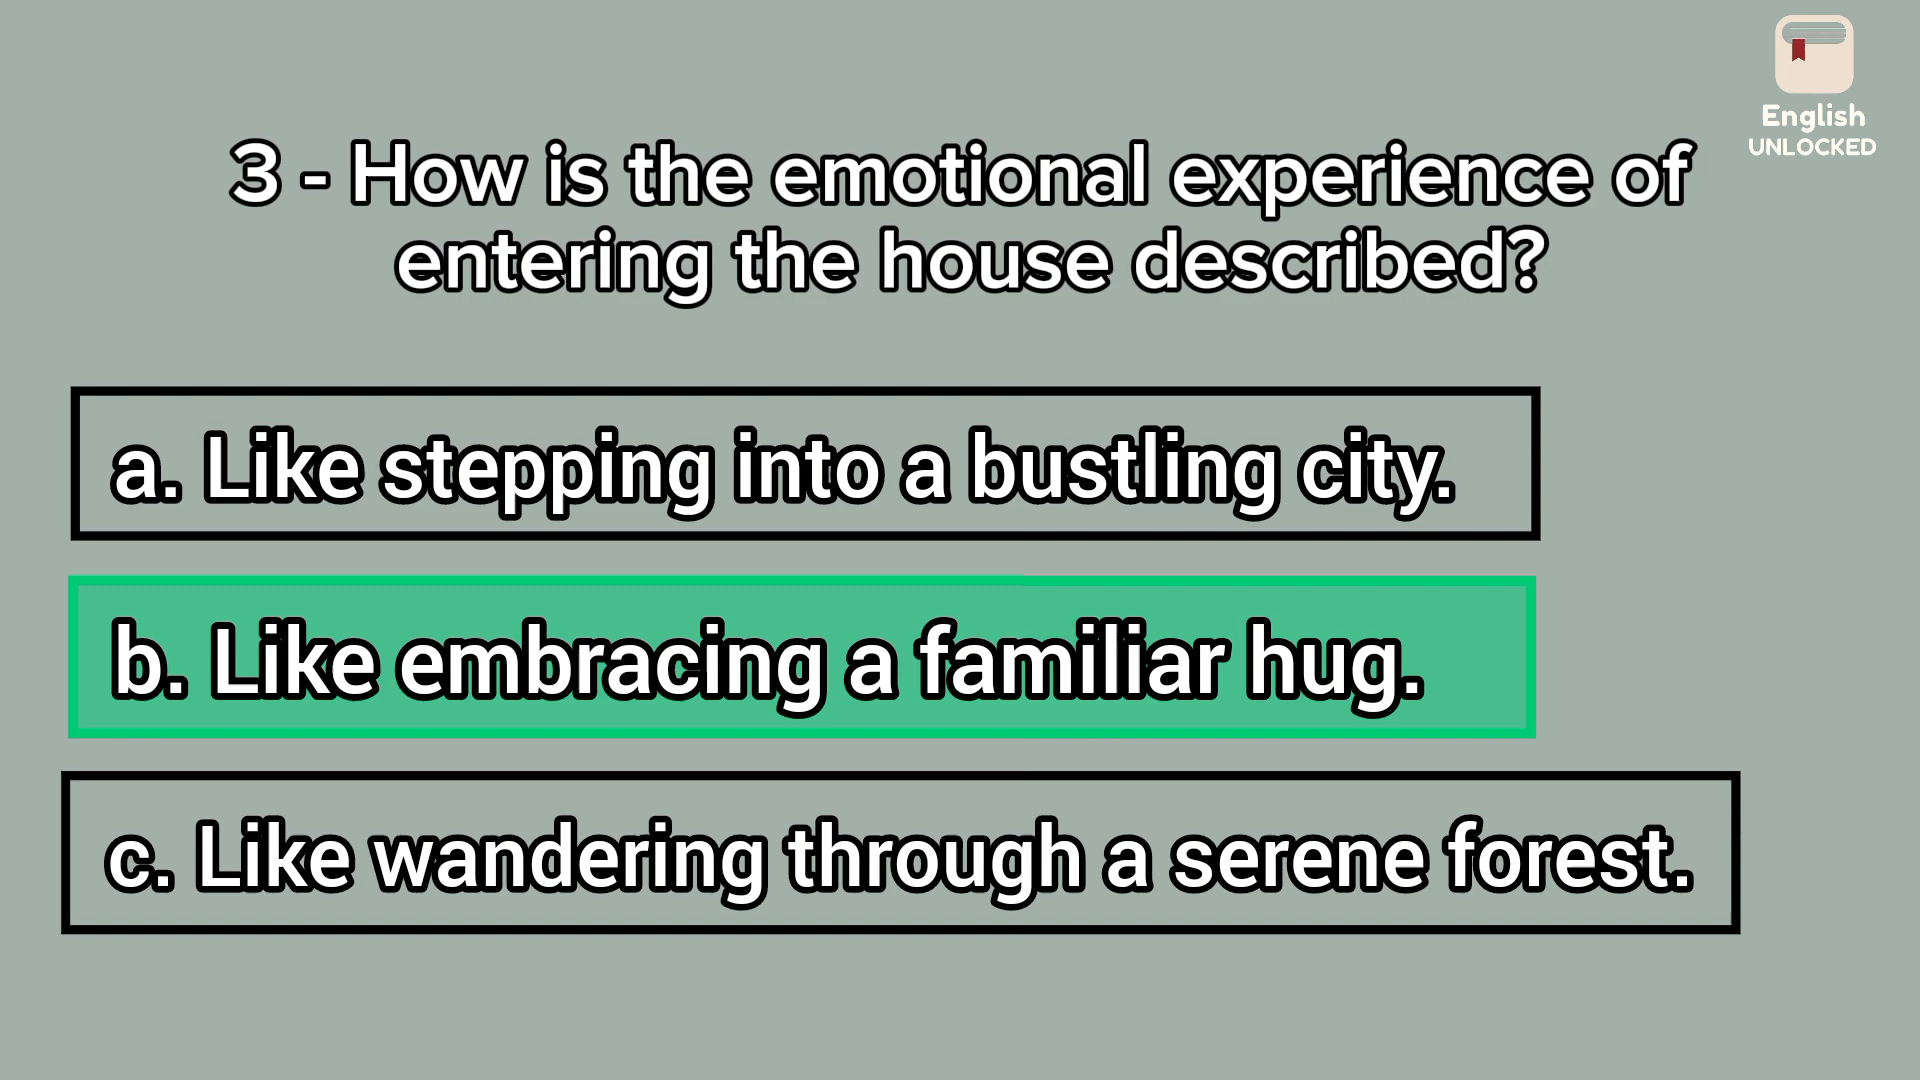 English
UNLOCKED
3 - How is the emotional experience of
entering the house described?
a. Like stepping into a bustling city.
b. Like embracing a familiar hug.
c. Like wandering through a serene forest.